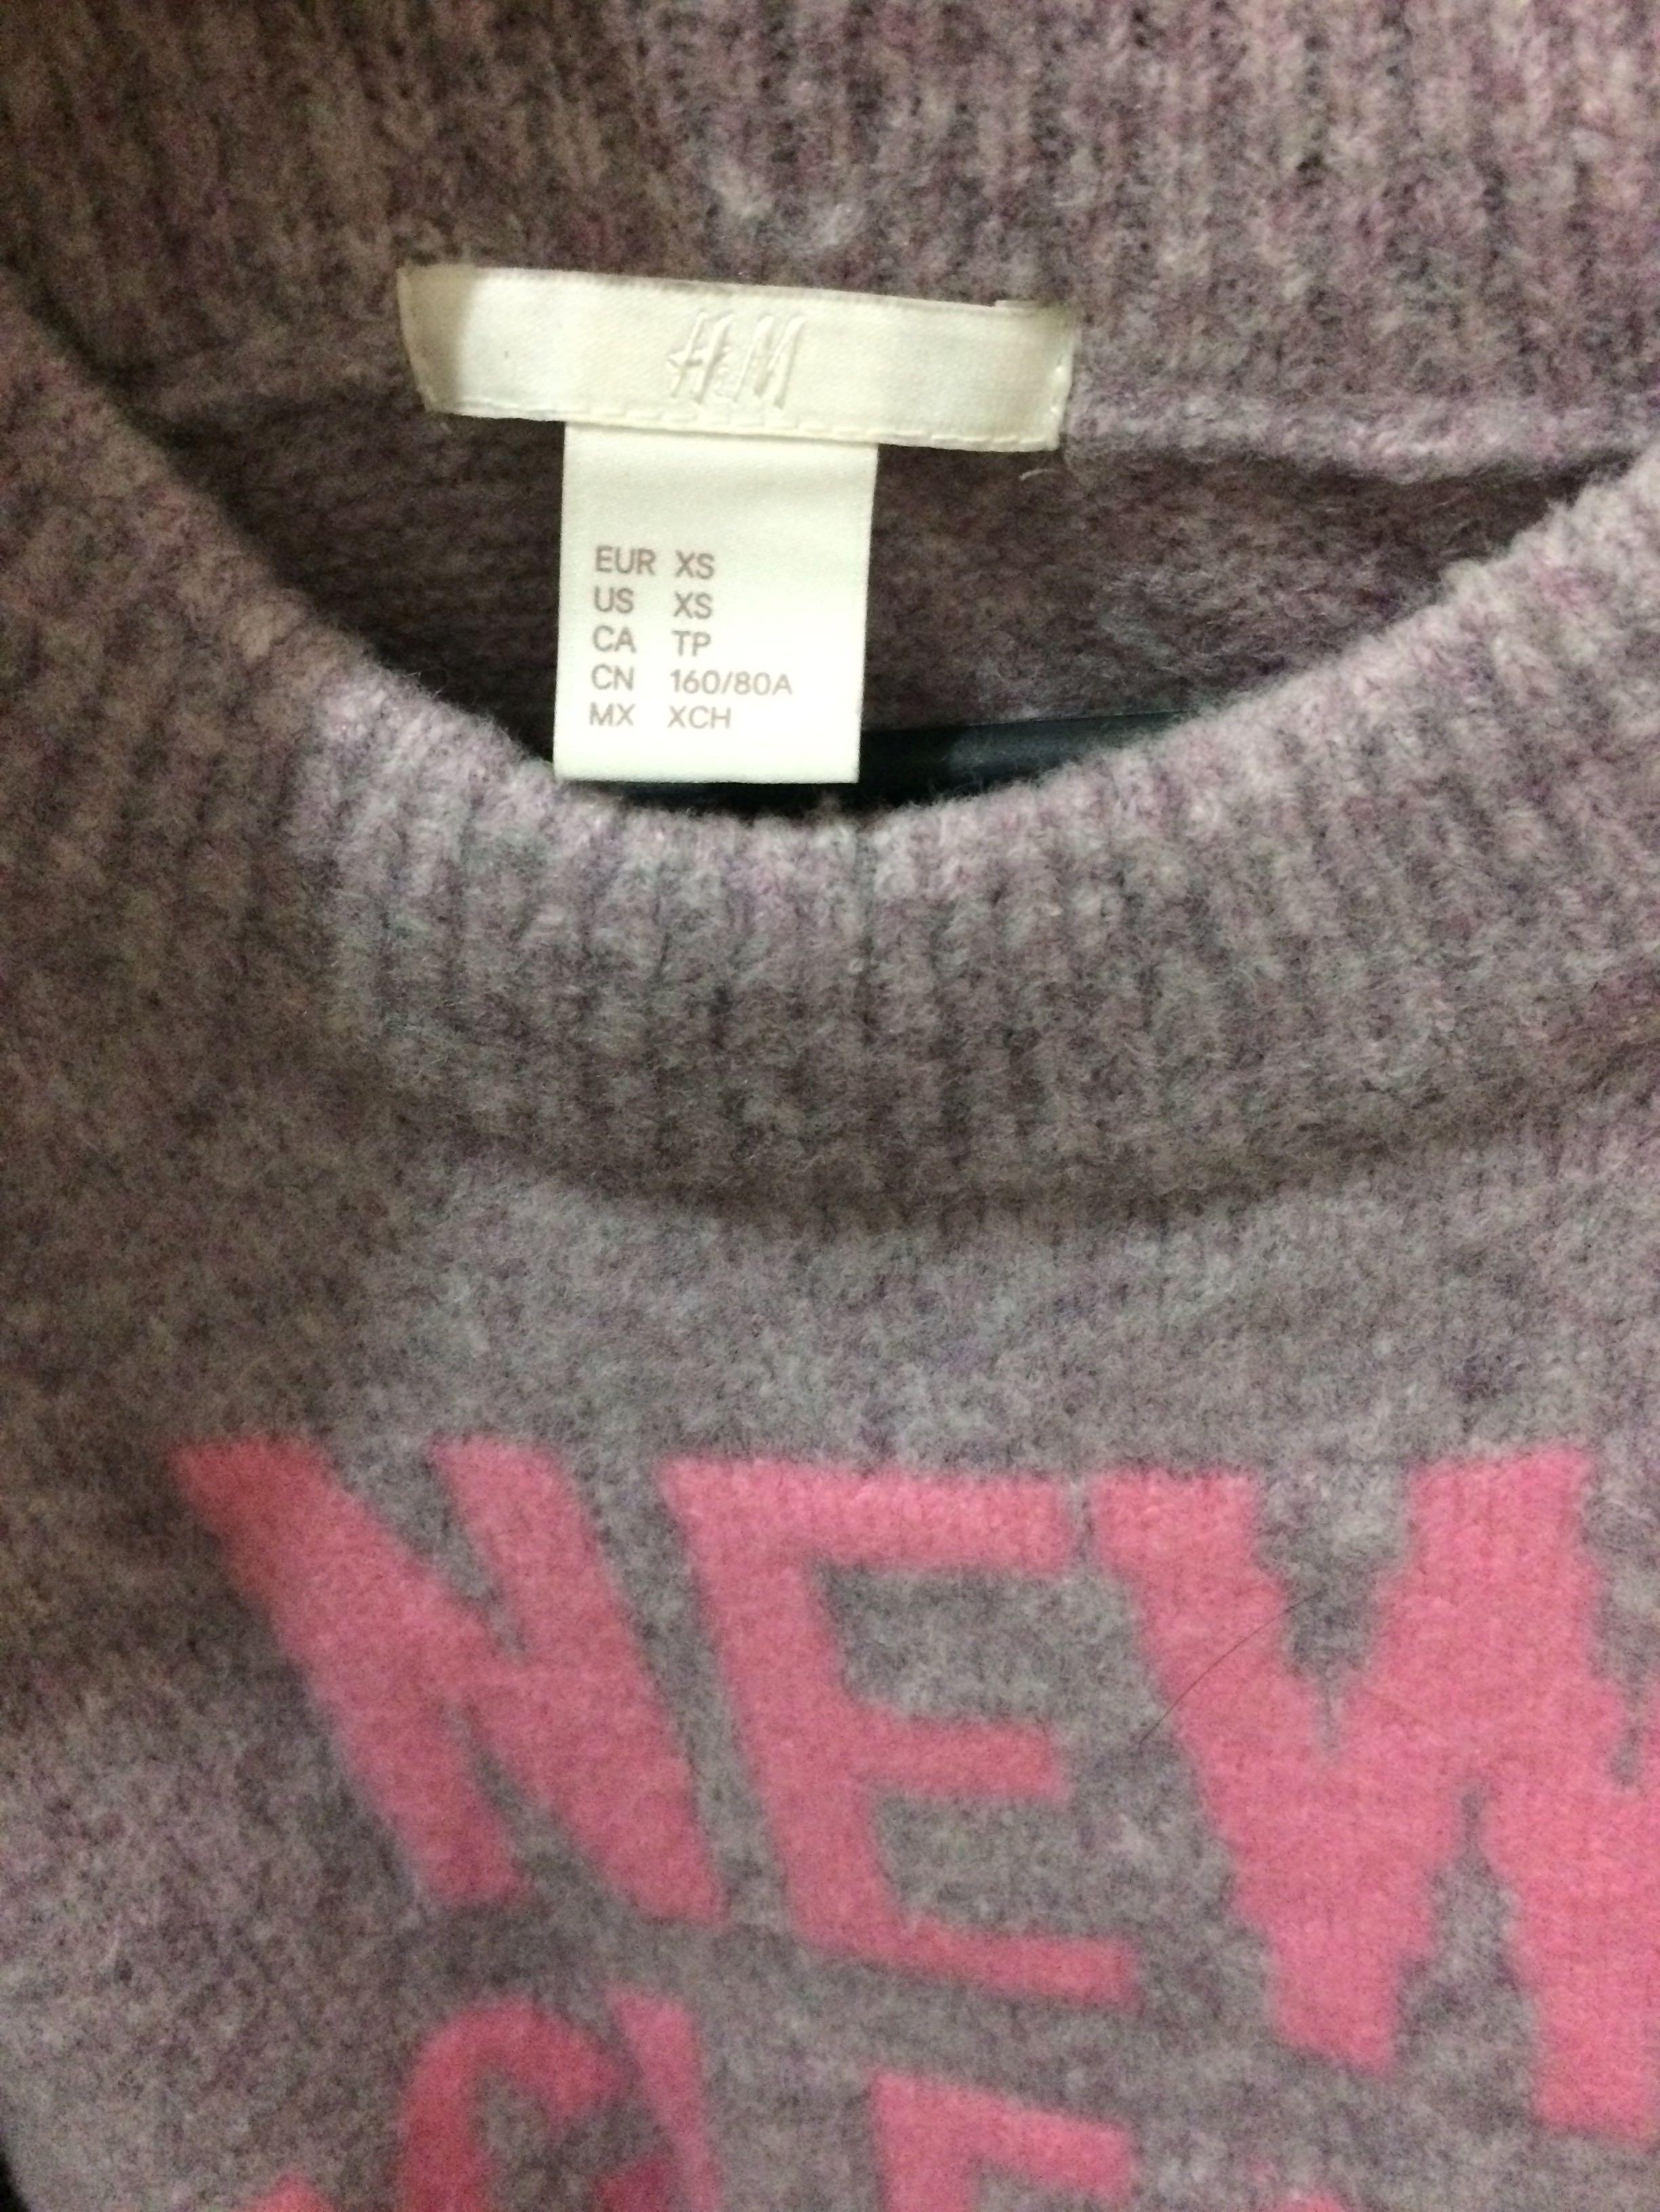 H&M
EUR XS
US XS
CA TP
CN 160/80A
MX XCH
NEW